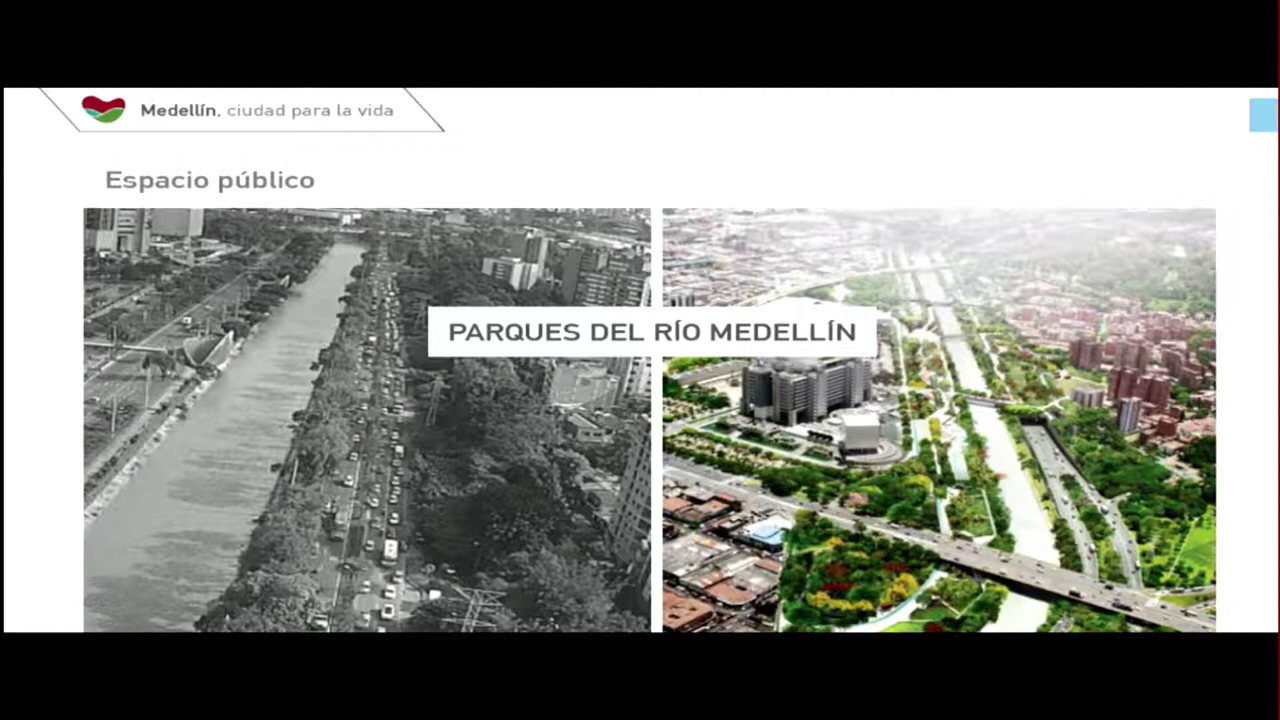 Medellín, ciudad para la vida
Espacio público
PARQUES DEL RÍO MEDELLÍN